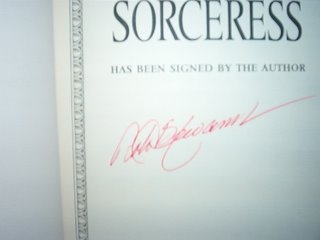 SORCERESS
HAS BEEN SIGNED BY THE AUTHOR